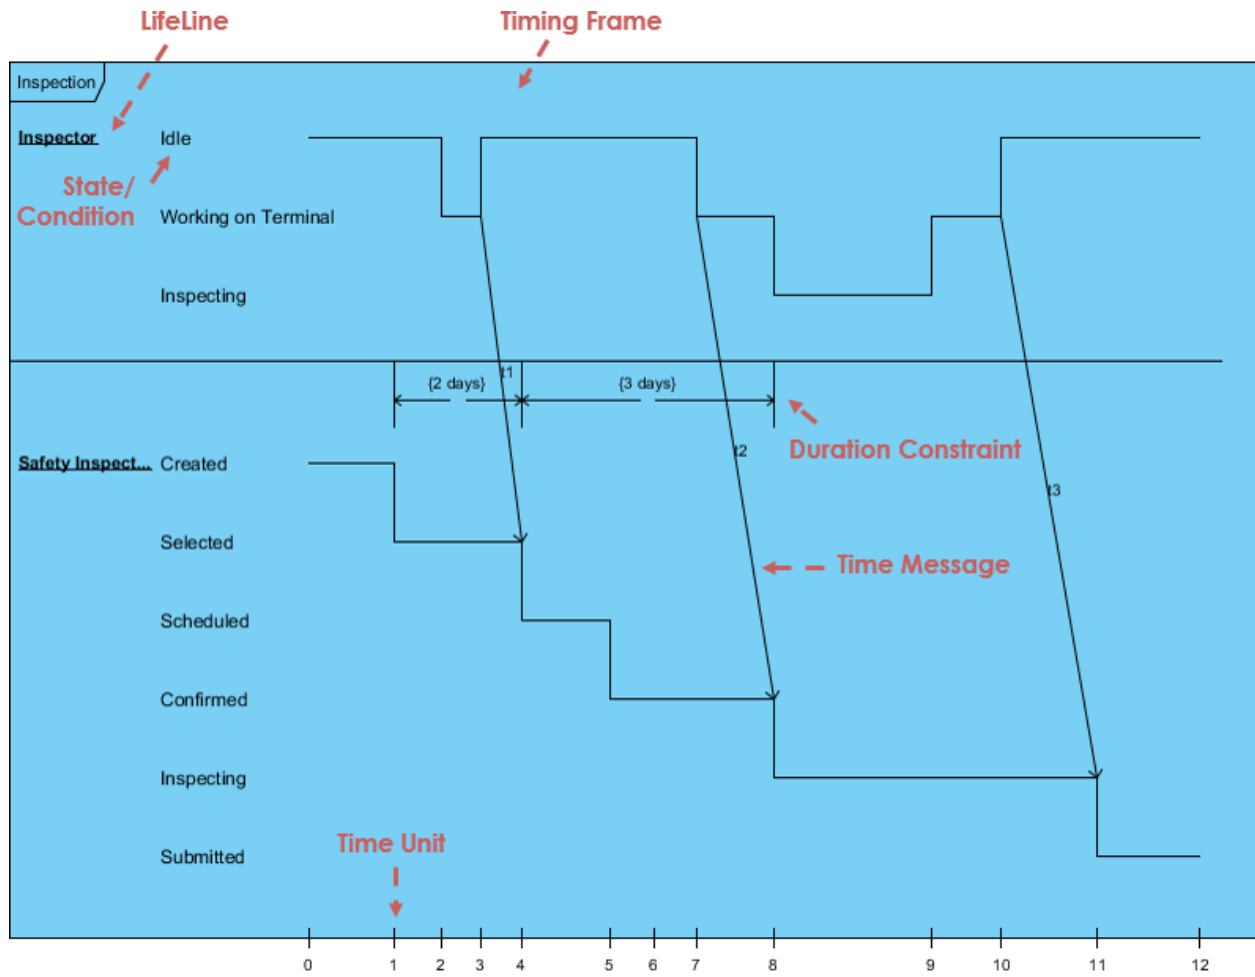 LifeLine
Timing Frame
Inspection
Inspector
Idle
State/
Condition
Working on Terminal
Inspecting
t1
{2 days}
{3 days}
Duration Constraint
t2
Safety Inspect...
Created
t3
Selected
Time Message
Scheduled
Confirmed
Inspecting
Time Unit
Submitted
0 1 2 3 4 5 6 7 8 9 10 11 12